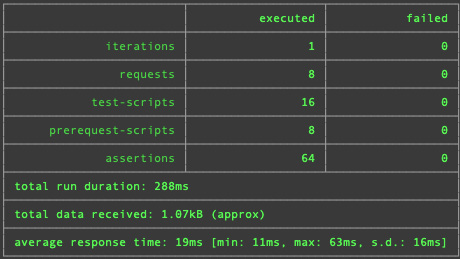 executed failed
iterations 1 0
requests 8 0
test-scripts 16 0
prerequest-scripts 8 0
assertions 64 0
total run duration: 288ms
total data received: 1.07kB (approx)
average response time: 19ms [min: 11ms, max: 63ms, s.d.: 16ms]